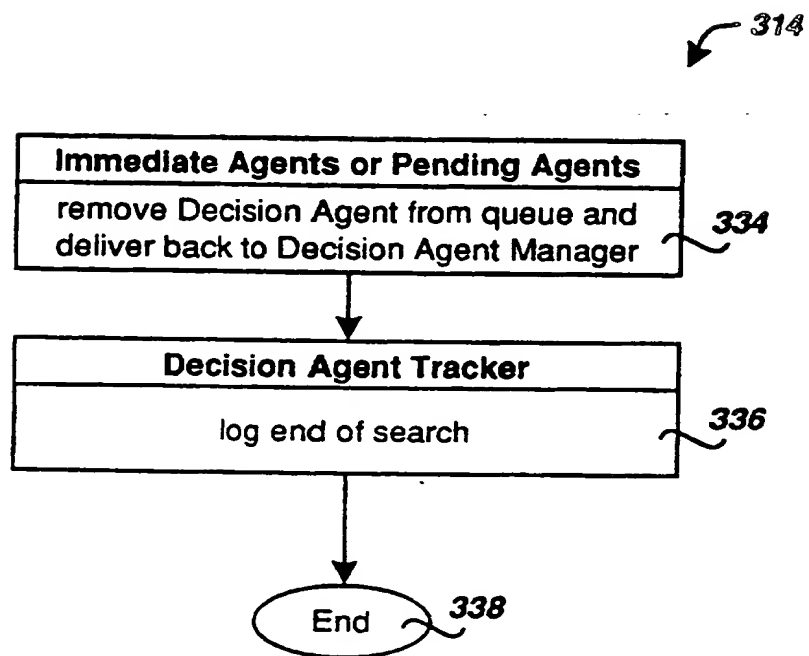 314
Immediate Agents or Pending Agents
remove Decision Agent from queue and
deliver back to Decision Agent Manager
334
Decision Agent Tracker
log end of search
336
End
338